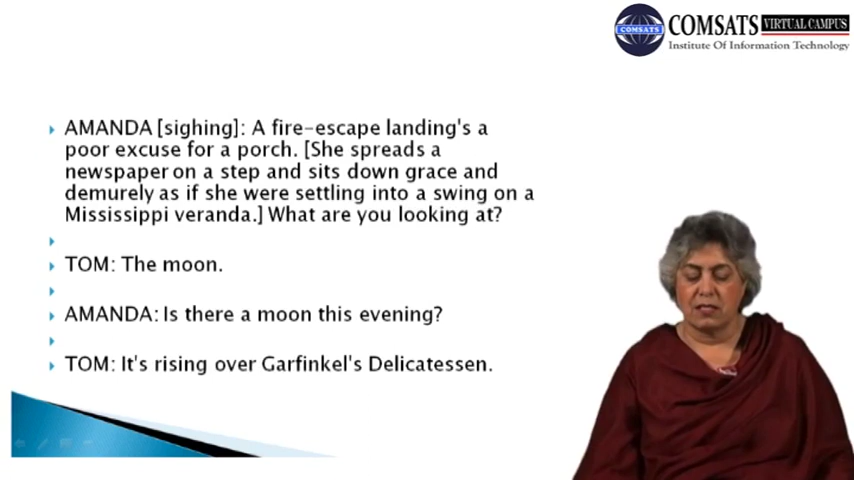 COMSATS VIRTUAL CAMPUS
COMSATS
Institute Of Information Technology
AMANDA [sighing]: A fire-escape landing's a
poor excuse for a porch. [She spreads a
newspaper on a step and sits down grace and
demurely as if she were settling into a swing on a
Mississippi veranda.] What are you looking at?
TOM: The moon.
AMANDA: Is there a moon this evening?
TOM: It's rising over Garfinkel's Delicatessen.